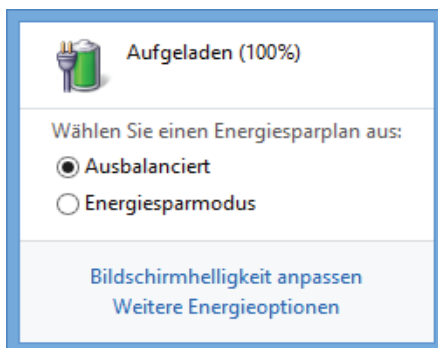 Aufgeladen (100%)
Wählen Sie einen Energiesparplan aus:
Ausbalanciert
Energiesparmodus
Bildschirmhelligkeit anpassen
Weitere Energieoptionen